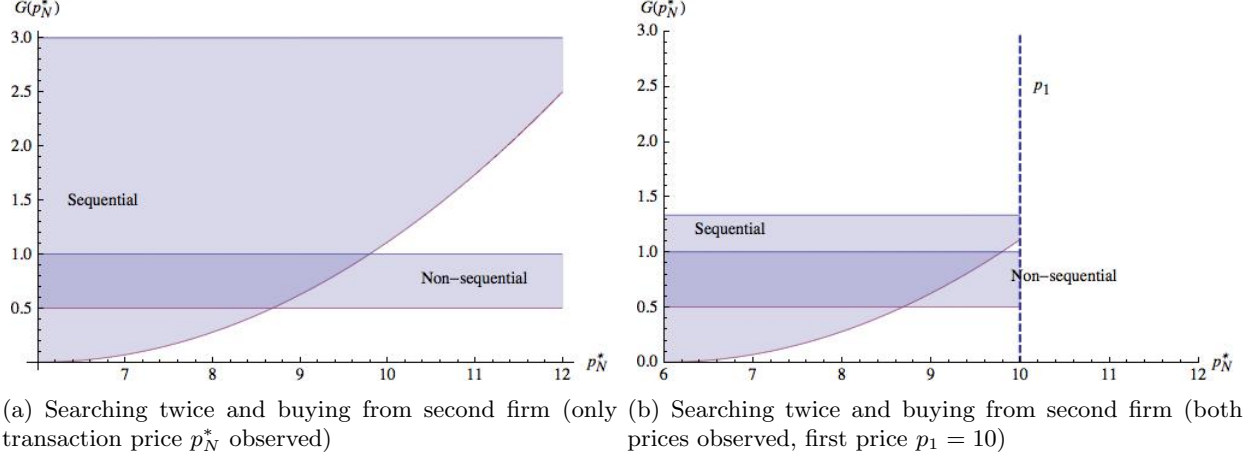 G(p*_N)
3.0
2.5
2.0
1.5
1.0
0.5
Sequential
Non−sequential
7 8 9 10 11 12 p*_N
(a) Searching twice and buying from second firm (only
transaction price p*_N observed)
G(p*_N)
3.0
2.5
2.0
1.5
1.0
0.5
0.0
p_1
Sequential
Non−sequential
6 7 8 9 10 11 12 p*_N
(b) Searching twice and buying from second firm (both
prices observed, first price p_1 = 10)